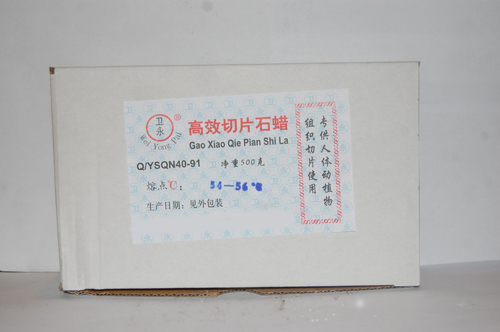 卫永
®
Wei Yong Pai
高效切片石蜡
Gao Xiao Qie Pian Shi La
Q/YSQN40-91 净重500克
熔点℃: 54—56℃
生产日期: 见外包装
专供人体动植物
组织切片使用